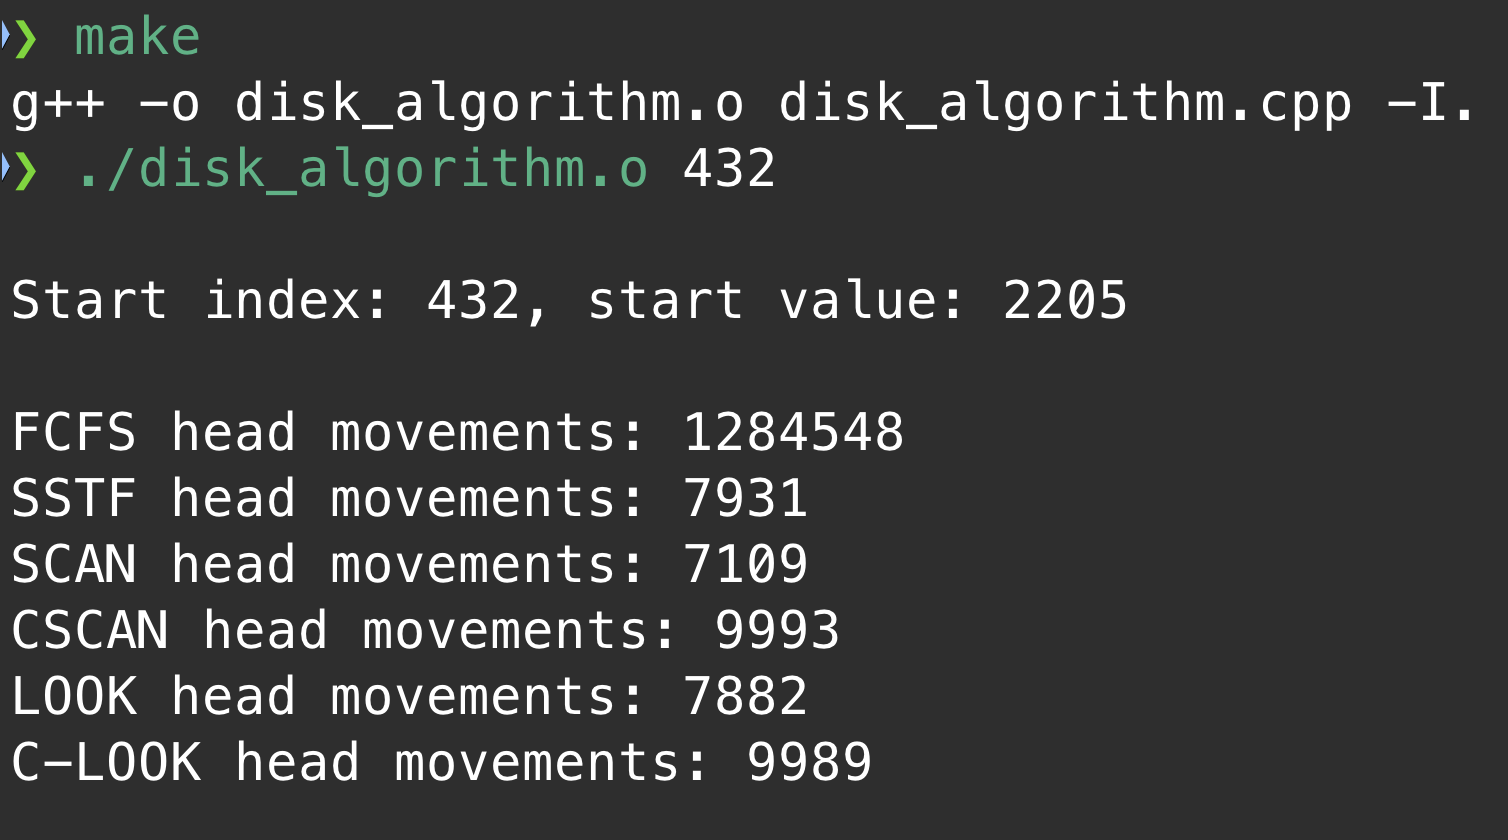 ❯ make
g++ -o disk_algorithm.o disk_algorithm.cpp -I.
❯ ./disk_algorithm.o 432
Start index: 432, start value: 2205
FCFS head movements: 1284548
SSTF head movements: 7931
SCAN head movements: 7109
CSCAN head movements: 9993
LOOK head movements: 7882
C-LOOK head movements: 9989